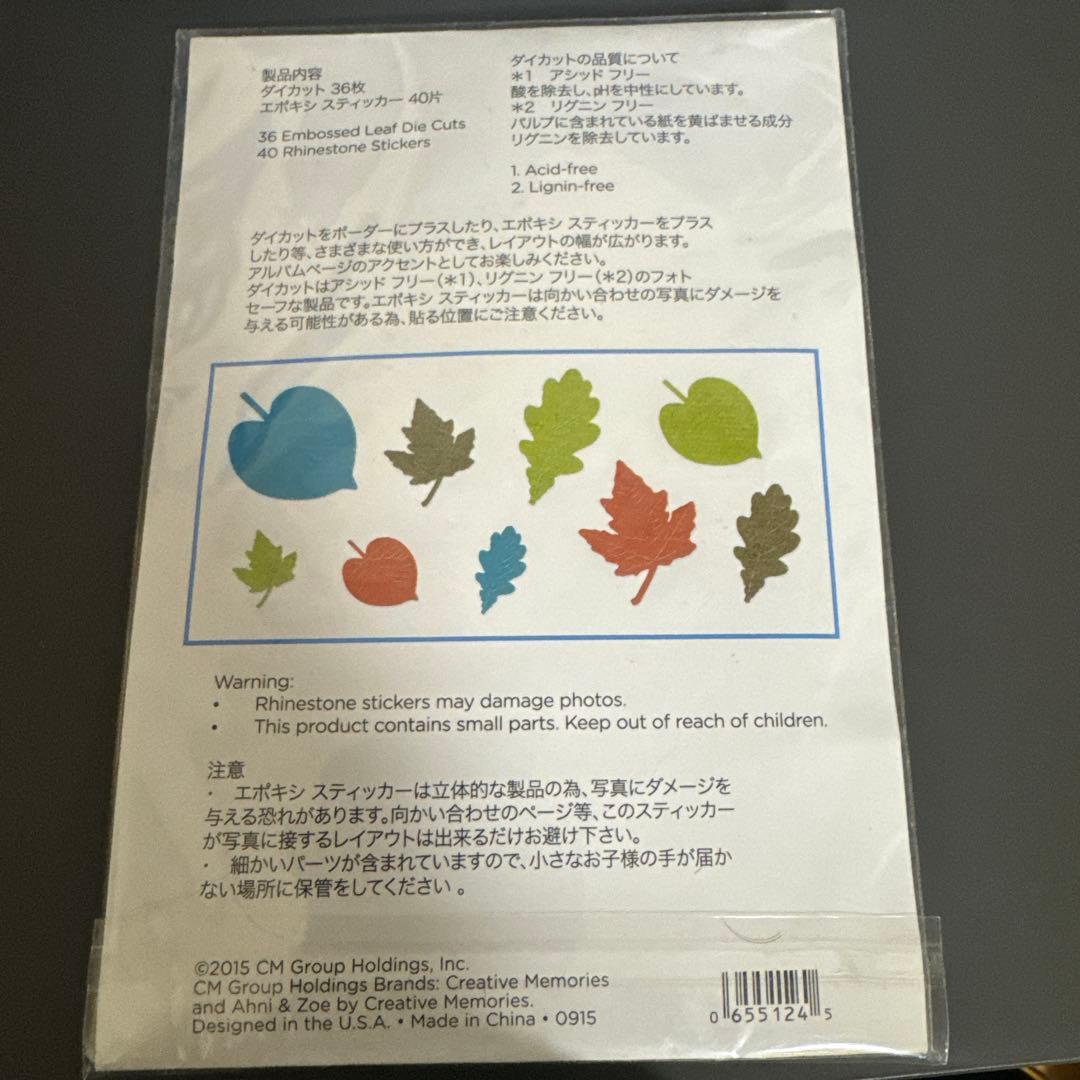 製品内容
ダイカット 36枚
エポキシ スティッカー 40片
36 Embossed Leaf Die Cuts
40 Rhinestone Stickers
ダイカットの品質について
＊1　アシッド フリー
酸を除去し、pHを中性にしています。
＊2　リグニン フリー
パルプに含まれている紙を黄ばませる成分
リグニンを除去しています。
1. Acid-free
2. Lignin-free
ダイカットをボーダーにプラスしたり、エポキシ スティッカーをプラス
したり等、さまざまな使い方ができ、レイアウトの幅が広がります。
アルバムページのアクセントとしてお楽しみください。
ダイカットはアシッド フリー（＊1）、リグニン フリー（＊2）のフォト
セーフな製品です。エポキシ スティッカーは向かい合わせの写真にダメージを
与える可能性がある為、貼る位置にご注意ください。
Warning:
• Rhinestone stickers may damage photos.
• This product contains small parts. Keep out of reach of children.
注意
・ エポキシ スティッカーは立体的な製品の為、写真にダメージを
与える恐れがあります。向かい合わせのページ等、このスティッカー
が写真に接するレイアウトは出来るだけお避け下さい。
・ 細かいパーツが含まれていますので、小さなお子様の手が届か
ない場所に保管をしてください 。
©2015 CM Group Holdings, Inc.
CM Group Holdings Brands: Creative Memories
and Ahni & Zoe by Creative Memories.
Designed in the U.S.A. • Made in China • 0915
0 655124 5